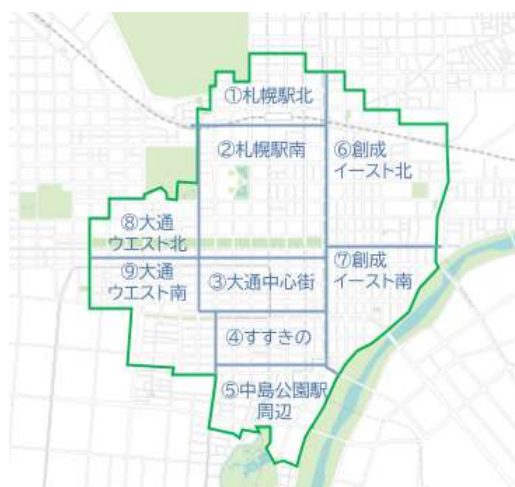 ①札幌駅北
②札幌駅南
⑥創成
イースト北
⑧大通
ウエスト北
⑨大通
ウエスト南
③大通中心街
⑦創成
イースト南
④すすきの
⑤中島公園駅
周辺